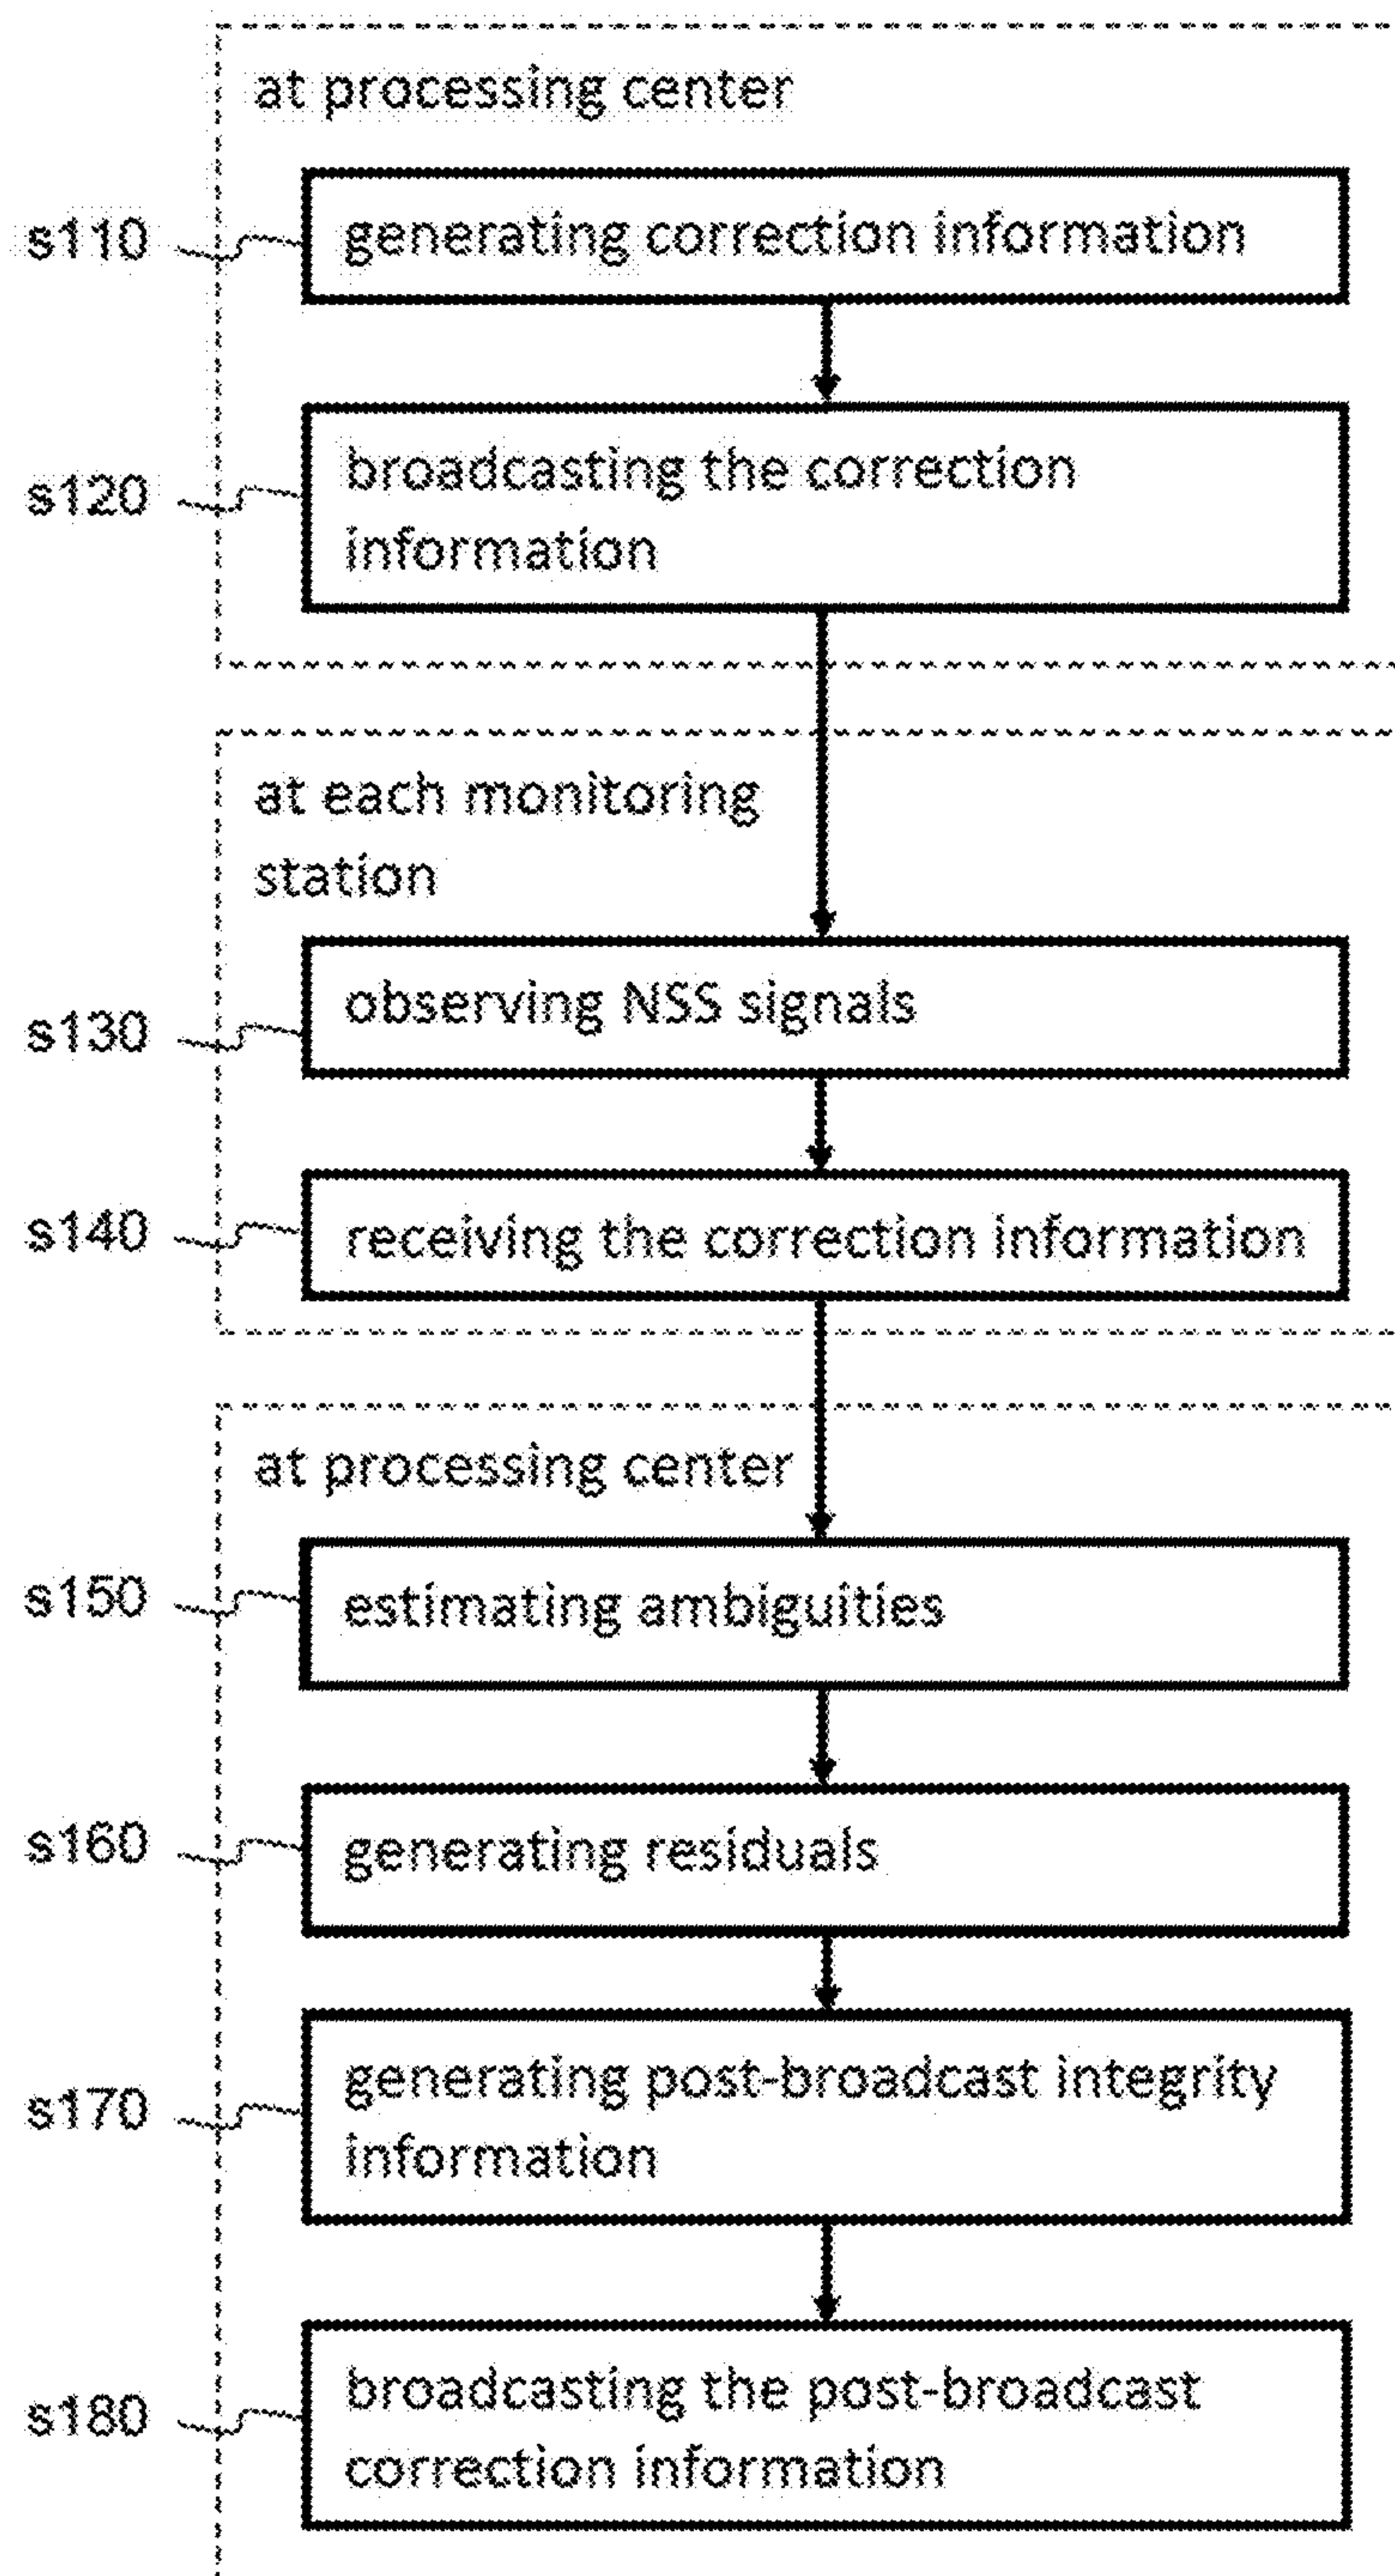 at processing center
s110
generating correction information
s120
broadcasting the correction
information
at each monitoring
station
s130
observing NSS signals
s140
receiving the correction information
at processing center
s150
estimating ambiguities
s160
generating residuals
s170
generating post-broadcast integrity
information
s180
broadcasting the post-broadcast
correction information